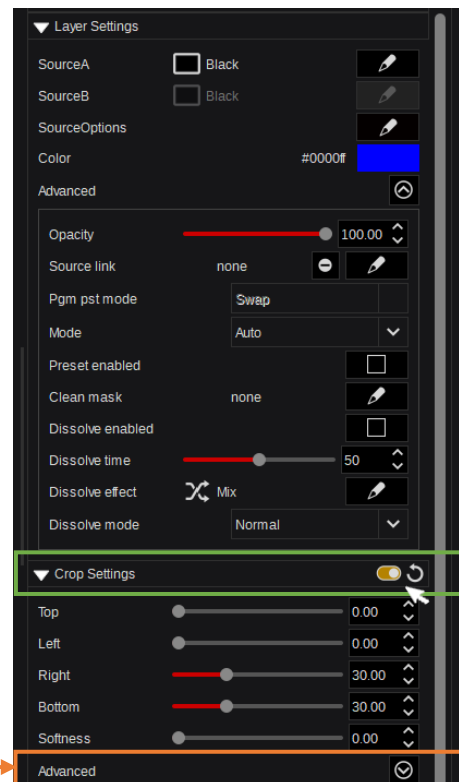 Layer Settings
SourceA Black
SourceB Black
SourceOptions
Color #0000ff
Advanced
Opacity 100.00
Source link none
Pgm pst mode Swap
Mode Auto
Preset enabled
Clean mask none
Dissolve enabled
Dissolve time 50
Dissolve effect Mix
Dissolve mode Normal
Crop Settings
Top 0.00
Left 0.00
Right 30.00
Bottom 30.00
Softness 0.00
Advanced